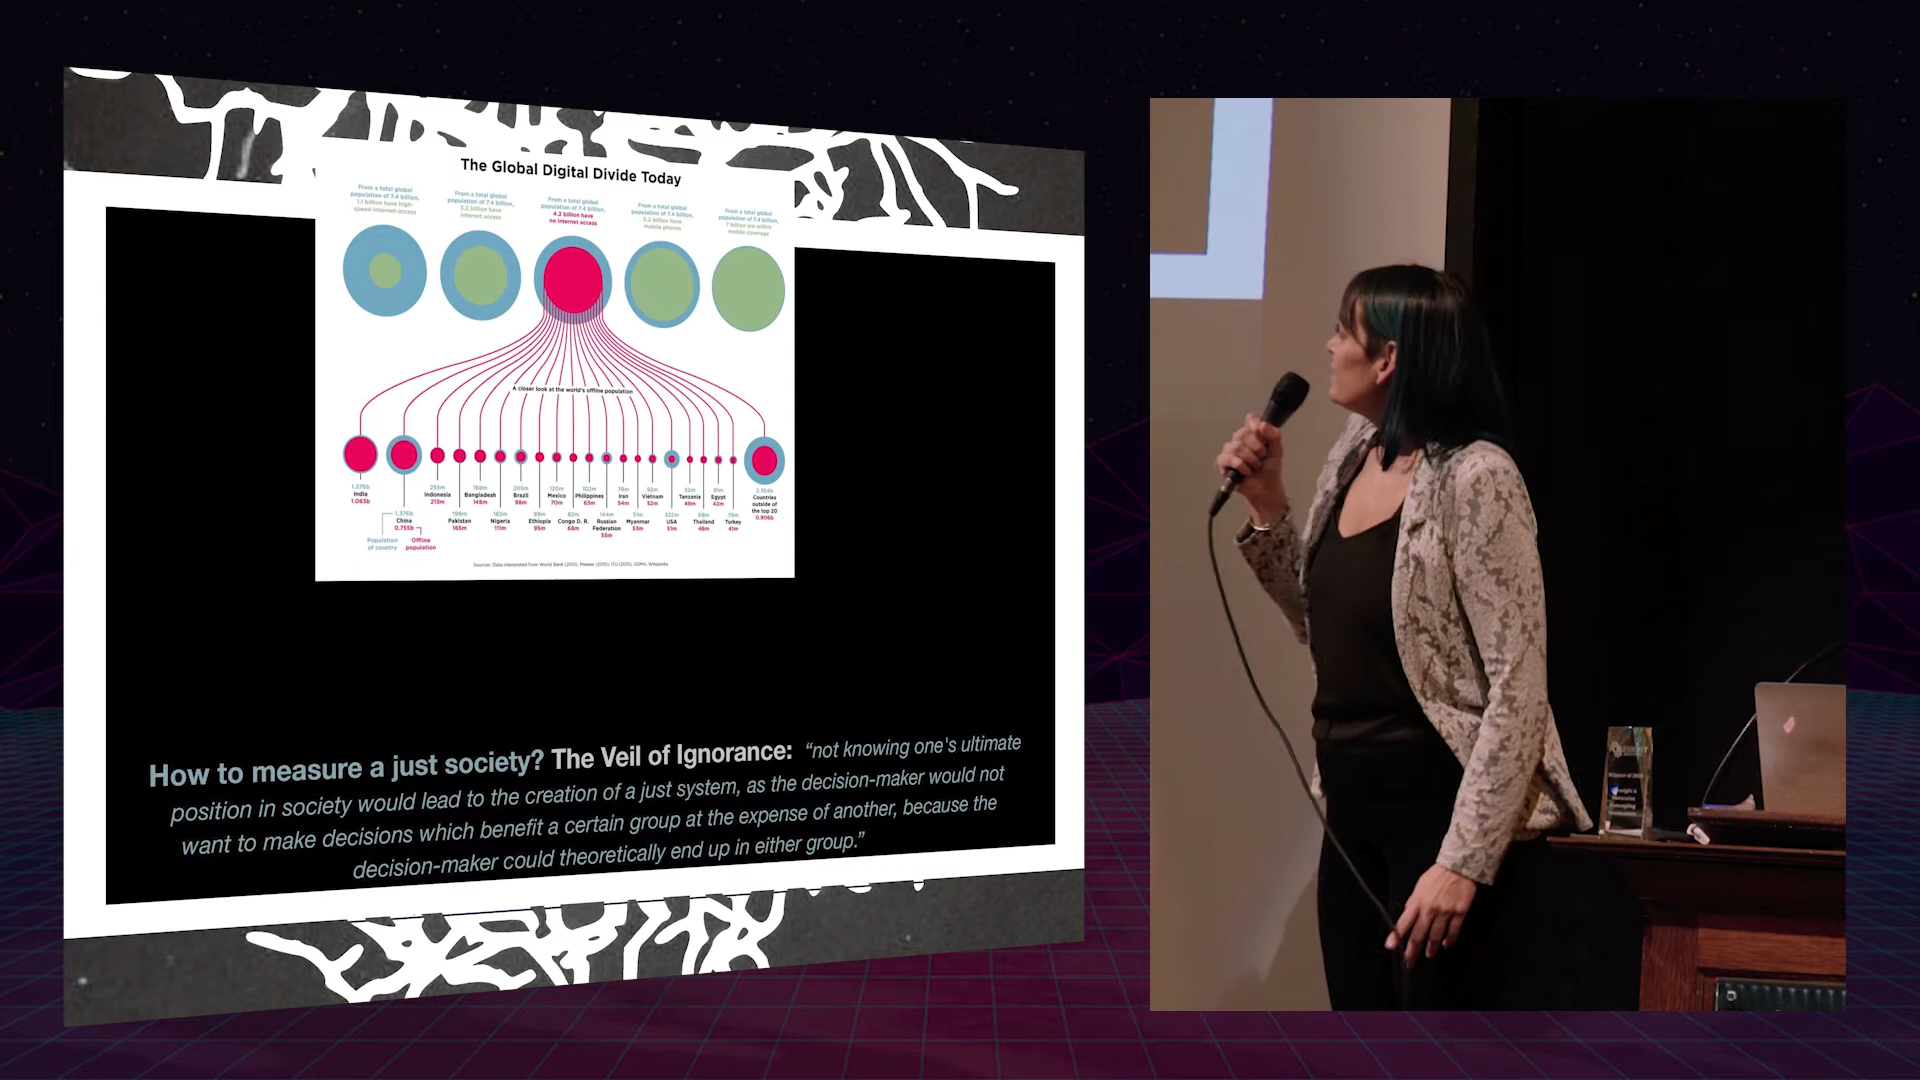 The Global Digital Divide Today
From a total global
population of 7.4 billion,
1.1 billion have high-
speed-internet-access
From a total global
population of 7.4 billion,
3.2 billion have
internet access
From a total global
population of 7.4 billion,
4.2 billion have
no internet access
From a total global
population of 7.4 billion,
5.2 billion have
mobile phones
From a total global
population of 7.4 billion,
7 billion are within
mobile coverage
A closer look at the world's offline population
1.276b
India
1.063b
1,376b
China
0.755b
Population
of country
Offline
population
255m
Indonesia
213m
199m
Pakistan
165m
168m
Bangladesh
148m
182m
Nigeria
111m
205m
Brazil
98m
99m
Ethiopia
95m
120m
Mexico
70m
82m
Congo D. R.
68m
102m
Philippines
63m
144m
Russian
Federation
55m
79m
Iran
54m
51m
Myanmar
53m
92m
Vietnam
52m
322m
USA
51m
52m
Tanzania
49m
68m
Thailand
48m
91m
Egypt
42m
79m
Turkey
41m
2.354b
Countries
outside of
the top 20
0.906b
Sources: Data interpreted from World Bank (2015), Meeker (2015), ITU (2015), GSMA, Wikipedia
How to measure a just society? The Veil of Ignorance: “not knowing one's ultimate
position in society would lead to the creation of a just system, as the decision-maker would not
want to make decisions which benefit a certain group at the expense of another, because the
decision-maker could theoretically end up in either group.”